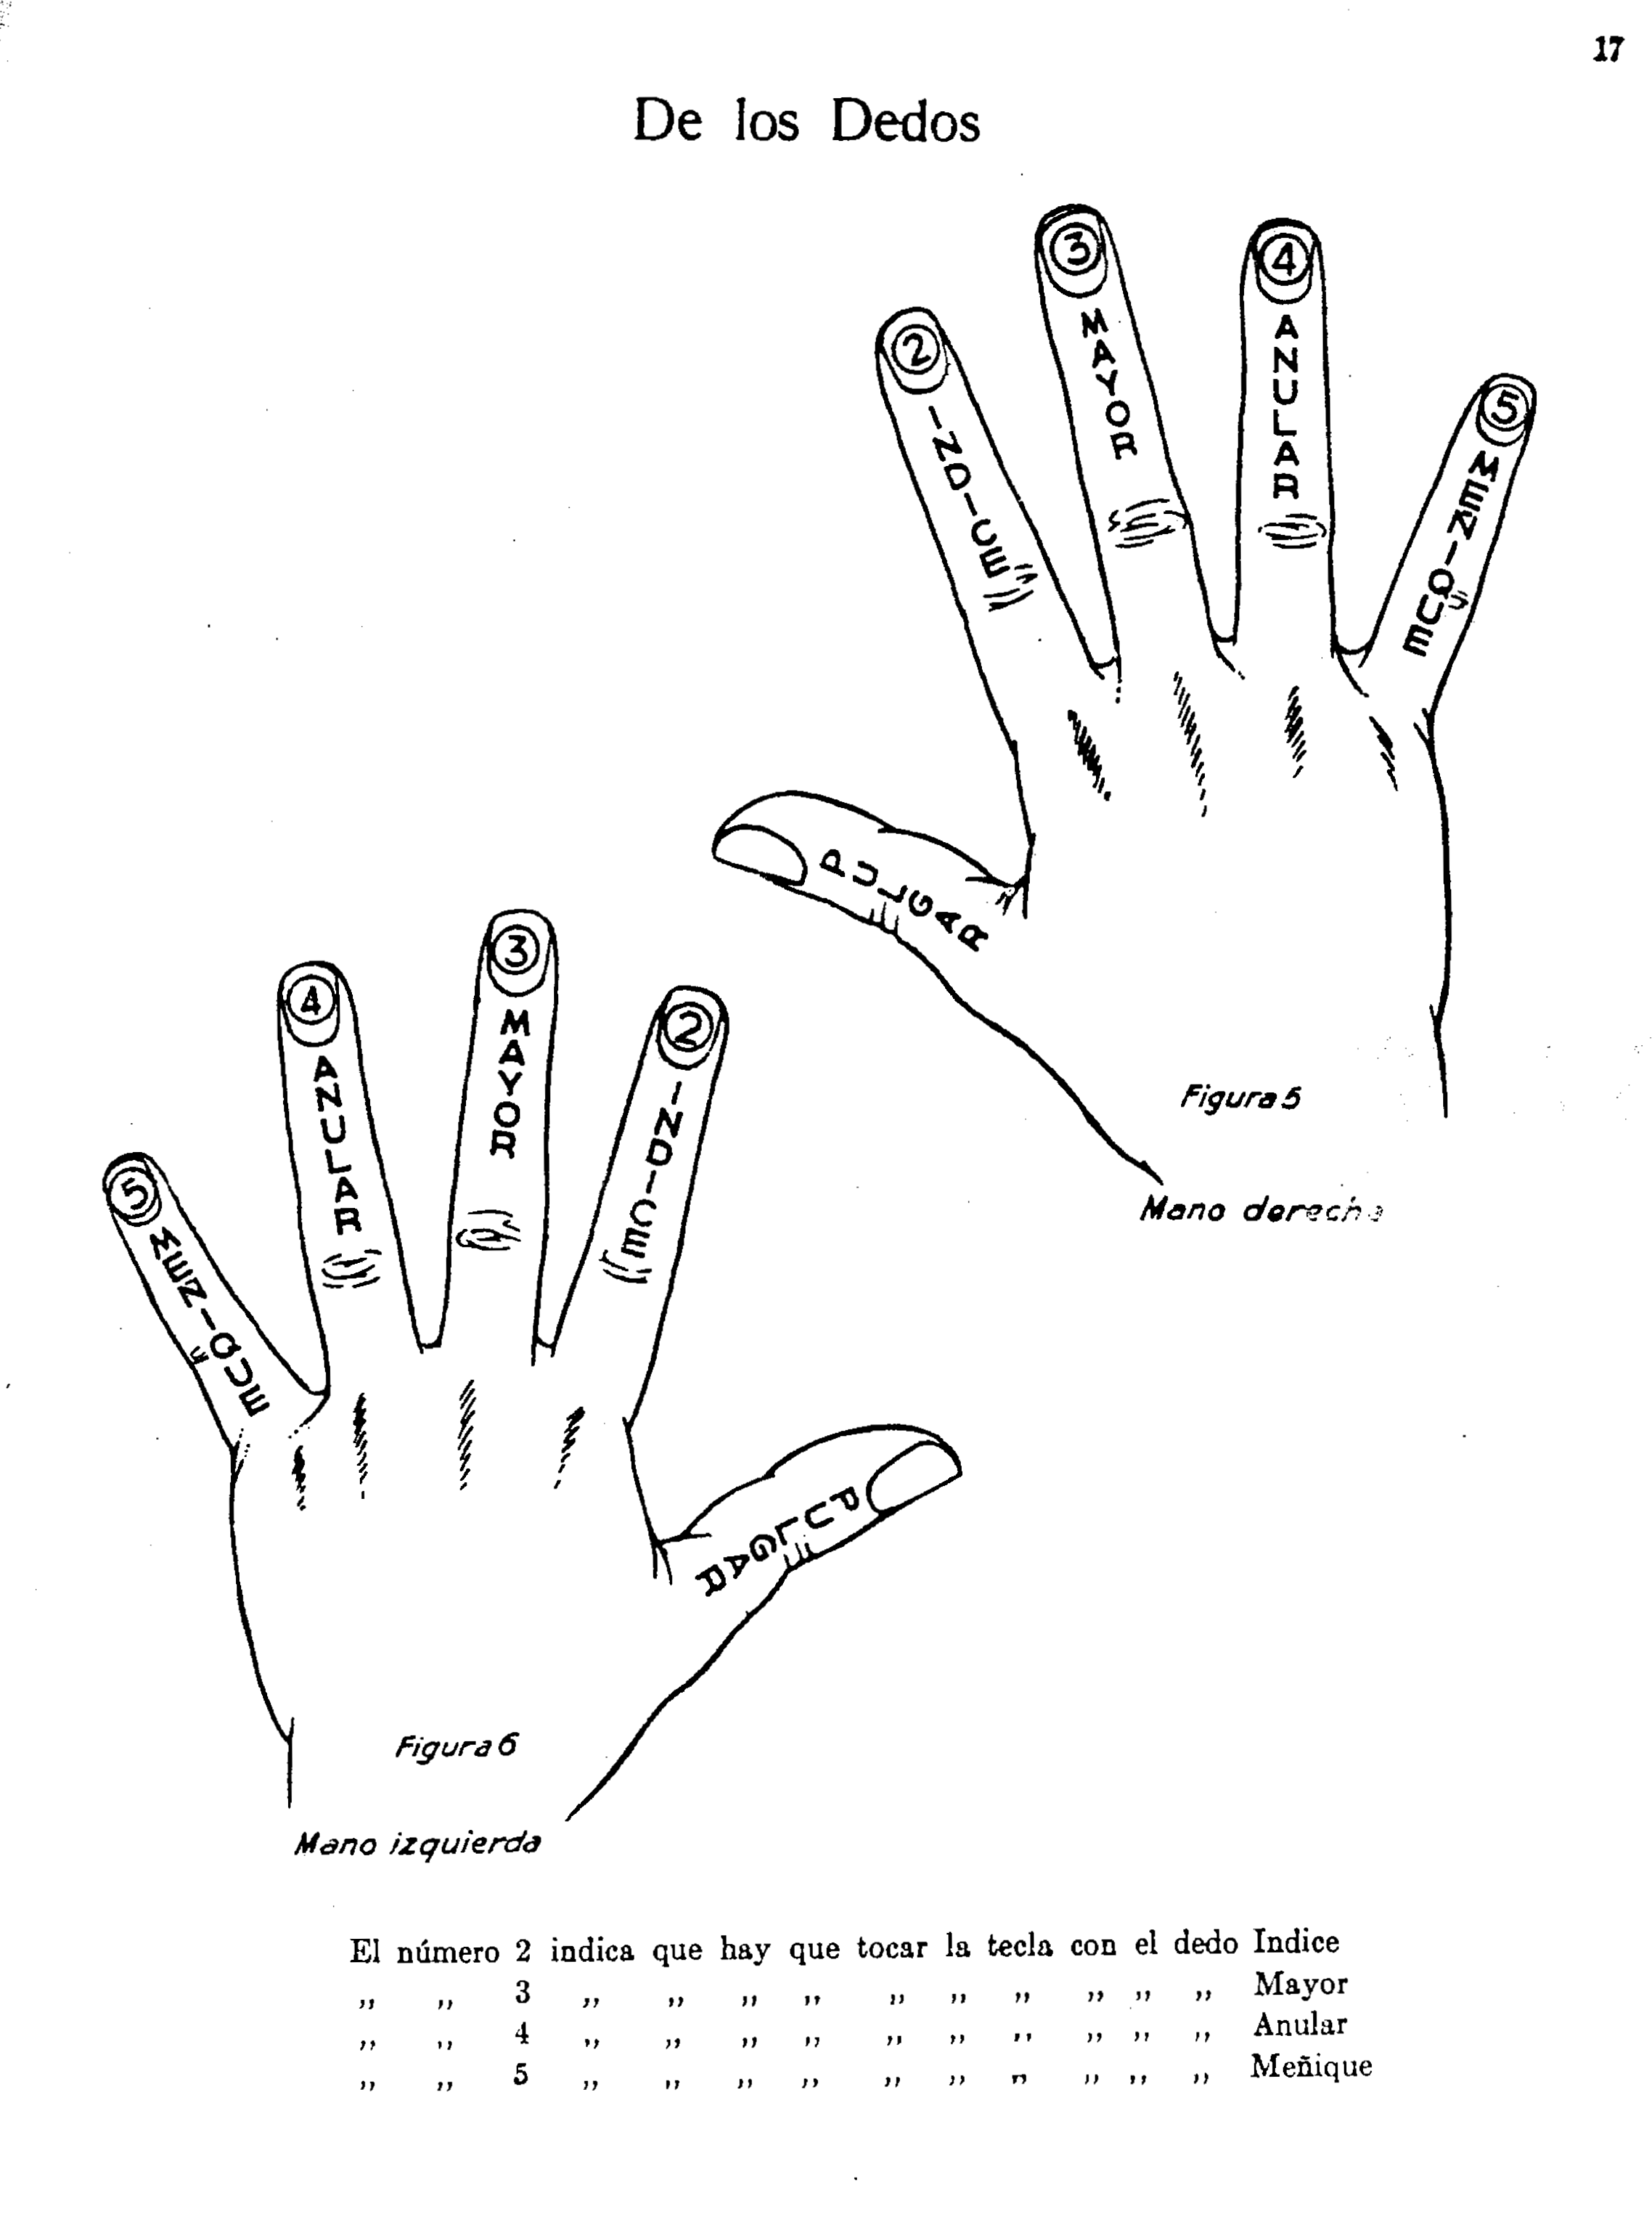 17
De los Dedos
3
4
2
5
MAYOR
ANULAR
INDICE
MENIQUE
PULGAR
Figura 5
Mano derecha
3
4
2
5
MAYOR
ANULAR
INDICE
MENIQUE
PULGAR
Figura 6
Mano izquierda
El número 2 indica que hay que tocar la tecla con el dedo Indice
,, ,, 3 ,, ,, ,, ,, ,, ,, ,, ,, ,, ,, Mayor
,, ,, 4 ,, ,, ,, ,, ,, ,, ,, ,, ,, ,, Anular
,, ,, 5 ,, ,, ,, ,, ,, ,, ,, ,, ,, ,, Meñique